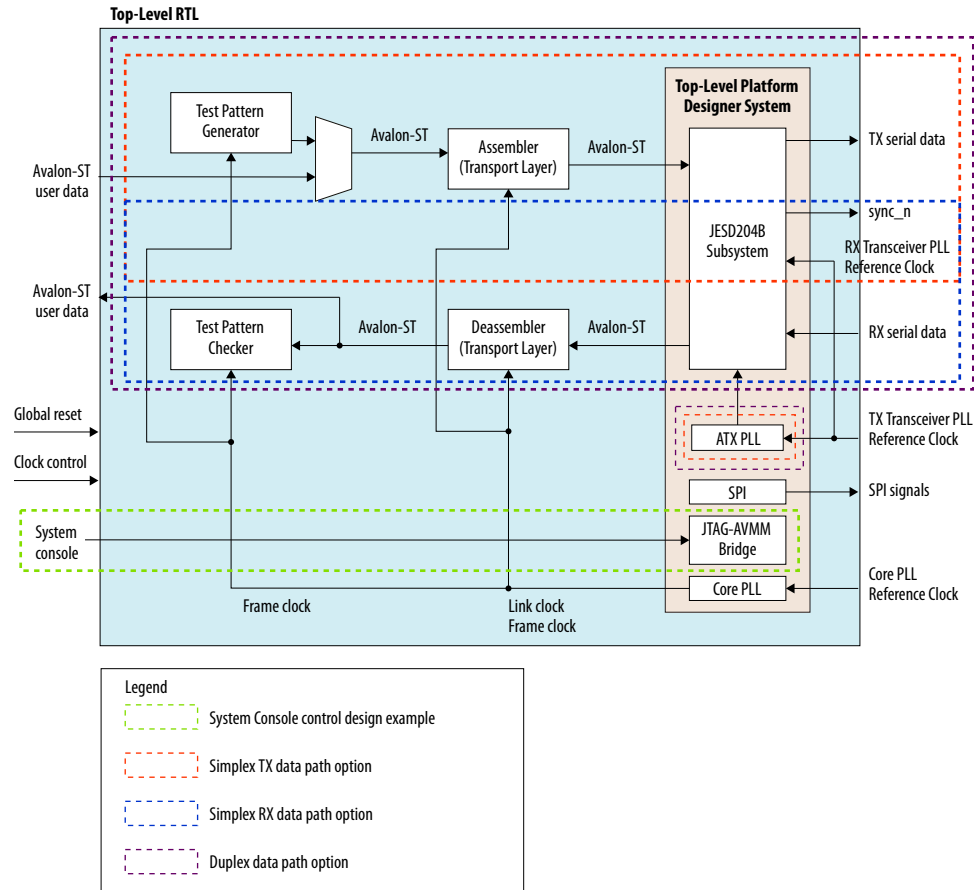 Top-Level RTL
Top-Level Platform
Designer System
Test Pattern
Generator
Avalon-ST
Assembler
(Transport Layer)
Avalon-ST
TX serial data
Avalon-ST
user data
JESD204B
Subsystem
sync_n
RX Transceiver PLL
Reference Clock
Avalon-ST
user data
Test Pattern
Checker
Avalon-ST
Deassembler
(Transport Layer)
Avalon-ST
RX serial data
Global reset
ATX PLL
TX Transceiver PLL
Reference Clock
Clock control
SPI
SPI signals
System
console
JTAG-AVMM
Bridge
Core PLL
Core PLL
Reference Clock
Frame clock
Link clock
Frame clock
Legend
System Console control design example
Simplex TX data path option
Simplex RX data path option
Duplex data path option